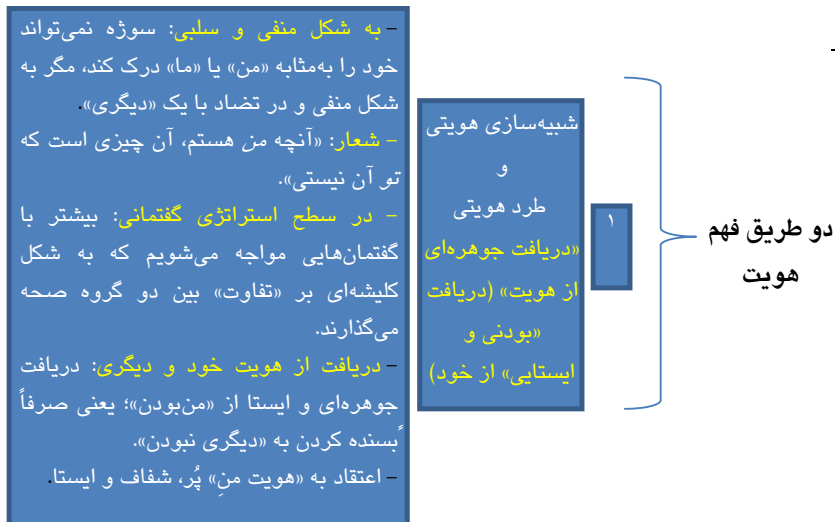 دو طریق فهم
هویت
۱
شبیه‌سازی هویتی
و
طرد هویتی
«دریافت جوهره‌ای
از هویت» (دریافت
«بودنی و
ایستایی» از خود)
– به شکل منفی و سلبی: سوژه نمی‌تواند
خود را به‌مثابه «من» یا «ما» درک کند، مگر به
شکل منفی و در تضاد با یک «دیگری».
– شعار: «آنچه من هستم، آن چیزی است که
تو آن نیستی».
– در سطح استراتژی گفتمانی: بیشتر با
گفتمان‌هایی مواجه می‌شویم که به شکل
کلیشه‌ای بر «تفاوت» بین دو گروه صحه
می‌گذارند.
– دریافت از هویت خود و دیگری: دریافت
جوهره‌ای و ایستا از «من‌بودن»؛ یعنی صرفاً
بسنده کردن به «دیگری نبودن».
– اعتقاد به «هویت منِ» پُر، شفاف و ایستا.